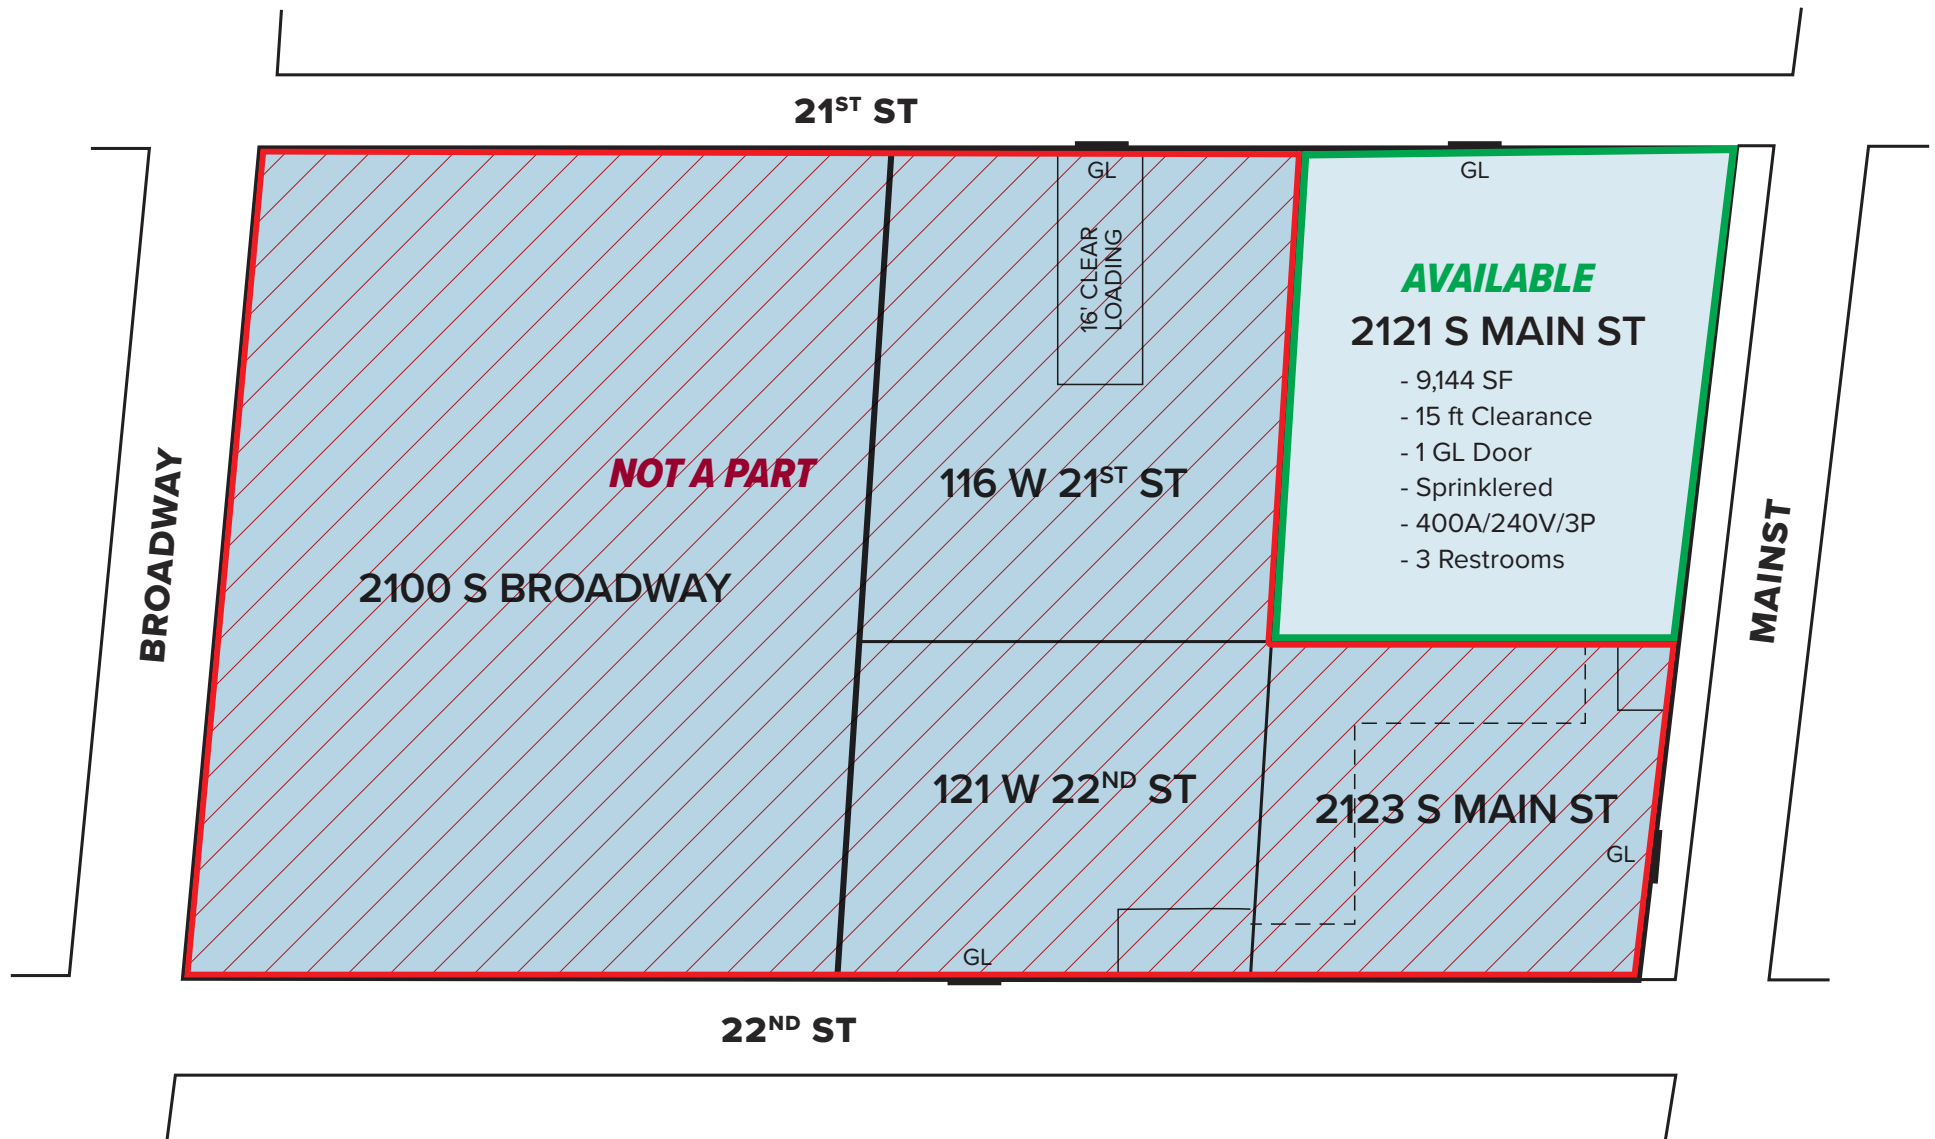 21ST ST
GL
GL
16' CLEAR
LOADING
AVAILABLE
2121 S MAIN ST
- 9,144 SF
- 15 ft Clearance
- 1 GL Door
- Sprinklered
- 400A/240V/3P
- 3 Restrooms
NOT A PART
116 W 21ST ST
BROADWAY
MAINST
2100 S BROADWAY
121 W 22ND ST
2123 S MAIN ST
GL
GL
22ND ST